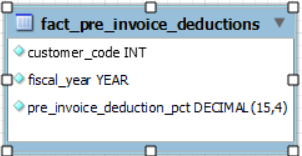 fact_pre_invoice_deductions
customer_code INT
fiscal_year YEAR
pre_invoice_deduction_pct DECIMAL(15,4)